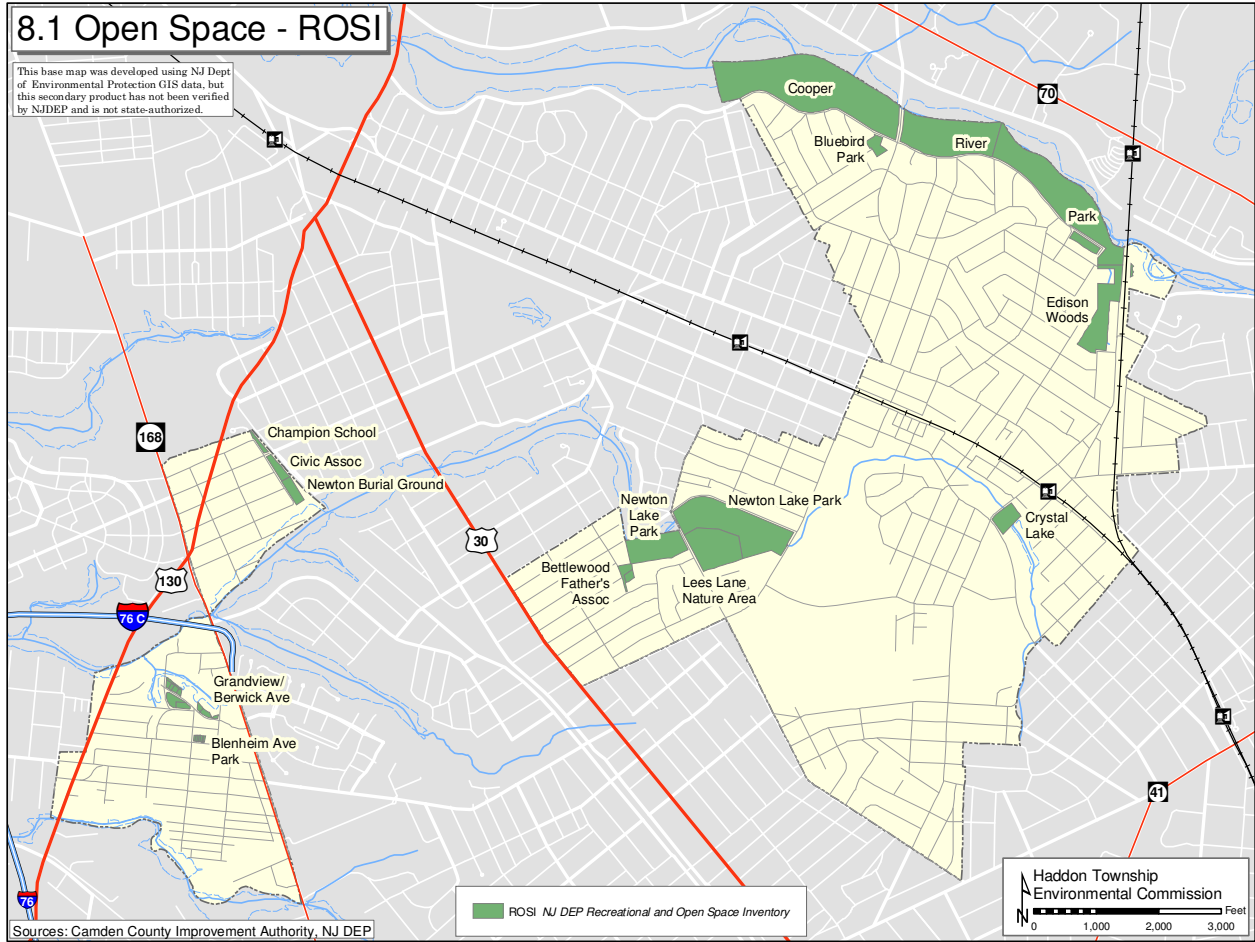 8.1 Open Space - ROSI
This base map was developed using NJ Dept
of Environmental Protection GIS data, but
this secondary product has not been verified
by NJDEP and is not state-authorized.
Cooper
70
Bluebird
Park
River
Park
Edison
Woods
168
Champion School
Civic Assoc
Newton Burial Ground
Newton
Lake
Park
Newton Lake Park
Crystal
Lake
30
Bettlewood
Father's
Assoc
Lees Lane
Nature Area
130
76 C
Grandview/
Berwick Ave
Blenheim Ave
Park
41
76
Haddon Township
Environmental Commission
N
Feet
0 1,000 2,000 3,000
ROSI NJ DEP Recreational and Open Space Inventory
Sources: Camden County Improvement Authority, NJ DEP